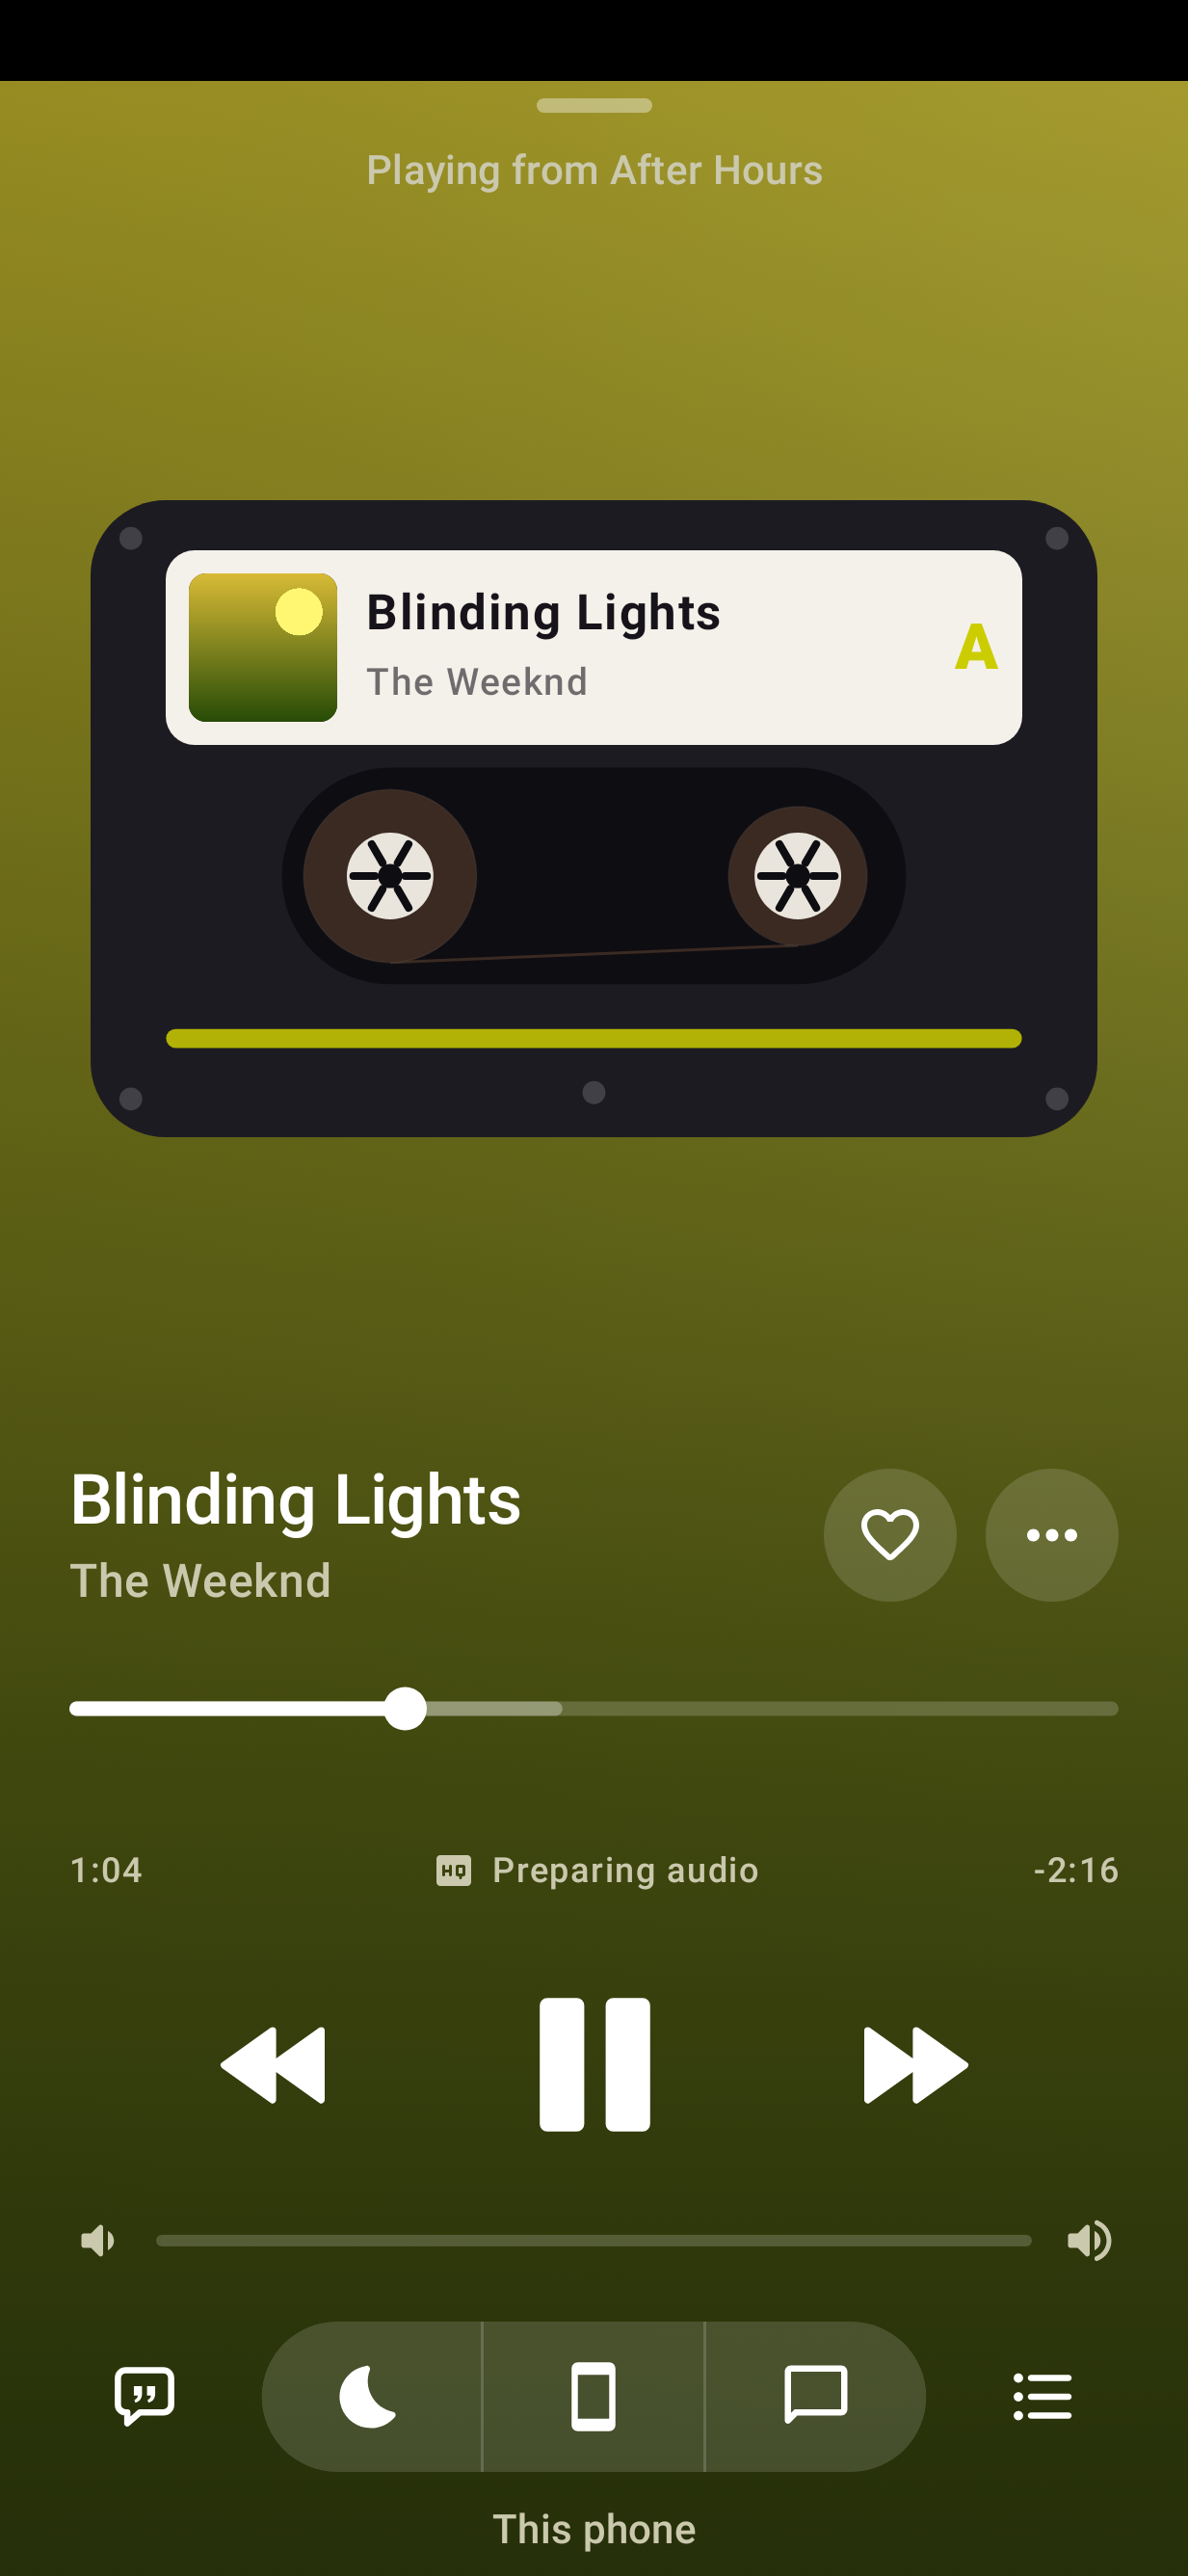 Playing from After Hours
Blinding Lights
The Weeknd
A
Blinding Lights
The Weeknd
1:04
HQ Preparing audio
-2:16
This phone